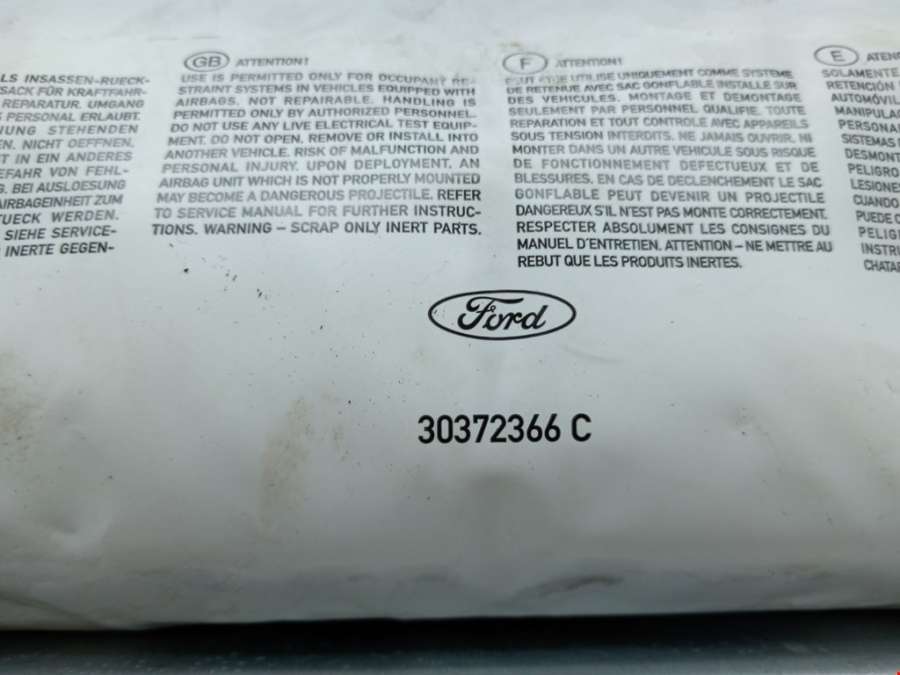 LS INSASSEN-RUECK-
SACK FÜR KRAFTFAHR-
REPARATUR. UMGANG
PERSONAL ERLAUBT.
NUNG STEHENDEN
EN. NICHT OEFFNEN,
T IN EIN ANDERES
EFAHR VON FEHL-
G. BEI AUSLOESUNG
AIRBAGEINHEIT ZUM
TUECK WERDEN.
SIEHE SERVICE-
INERTE GEGEN-
GB ATTENTION!
USE IS PERMITTED ONLY FOR OCCUPANT RE-
STRAINT SYSTEMS IN VEHICLES EQUIPPED WITH
AIRBAGS. NOT REPAIRABLE. HANDLING IS
PERMITTED ONLY BY AUTHORIZED PERSONNEL.
DO NOT USE ANY LIVE ELECTRICAL TEST EQUIP-
MENT. DO NOT OPEN, REMOVE OR INSTALL INTO
ANOTHER VEHICLE. RISK OF MALFUNCTION AND
PERSONAL INJURY. UPON DEPLOYMENT, AN
AIRBAG UNIT WHICH IS NOT PROPERLY MOUNTED
MAY BECOME A DANGEROUS PROJECTILE. REFER
TO SERVICE MANUAL FOR FURTHER INSTRUC-
TIONS. WARNING – SCRAP ONLY INERT PARTS.
F ATTENTION!
PEUT ETRE UTILISE UNIQUEMENT COMME SYSTEME
DE RETENUE AVEC SAC GONFLABLE INSTALLE SUR
DES VEHICULES. MONTAGE ET DEMONTAGE
SEULEMENT PAR PERSONNEL QUALIFIE. TOUTE
REPARATION ET TOUT CONTROLE AVEC APPAREILS
SOUS TENSION INTERDITS. NE JAMAIS OUVRIR, NI
MONTER DANS UN AUTRE VEHICULE SOUS RISQUE
DE FONCTIONNEMENT DEFECTUEUX ET DE
BLESSURES. EN CAS DE DECLENCHEMENT LE SAC
GONFLABLE PEUT DEVENIR UN PROJECTILE
DANGEREUX S'IL N'EST PAS MONTE CORRECTEMENT.
RESPECTER ABSOLUMENT LES CONSIGNES DU
MANUEL D'ENTRETIEN. ATTENTION – NE METTRE AU
REBUT QUE LES PRODUITS INERTES.
E ATEN
SOLAMENTE
RETENCIÓN
AUTOMÓVIL
MANIPULAC
PERSONA
SISTEMAS
DESMONT
PELIGRO
LESIONE
CUANDO
PUEDE C
PELIG
INSTRI
CHATAR
Ford
30372366 C